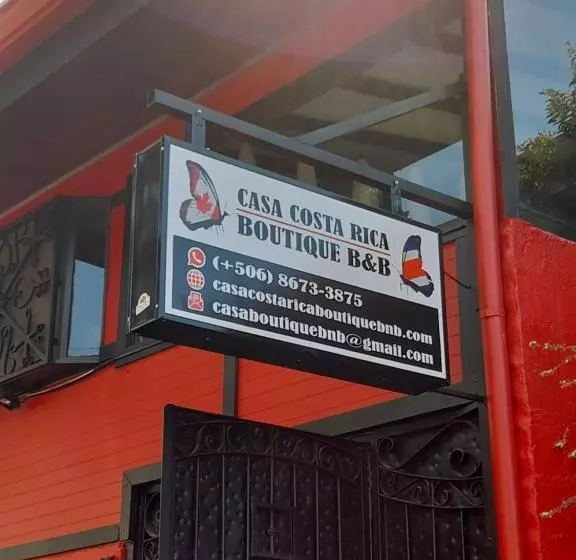 CASA COSTA RICA
BOUTIQUE B&B
(+506) 8673-3875
casacostaricaboutiquebnb.com
casaboutiquebnb@gmail.com